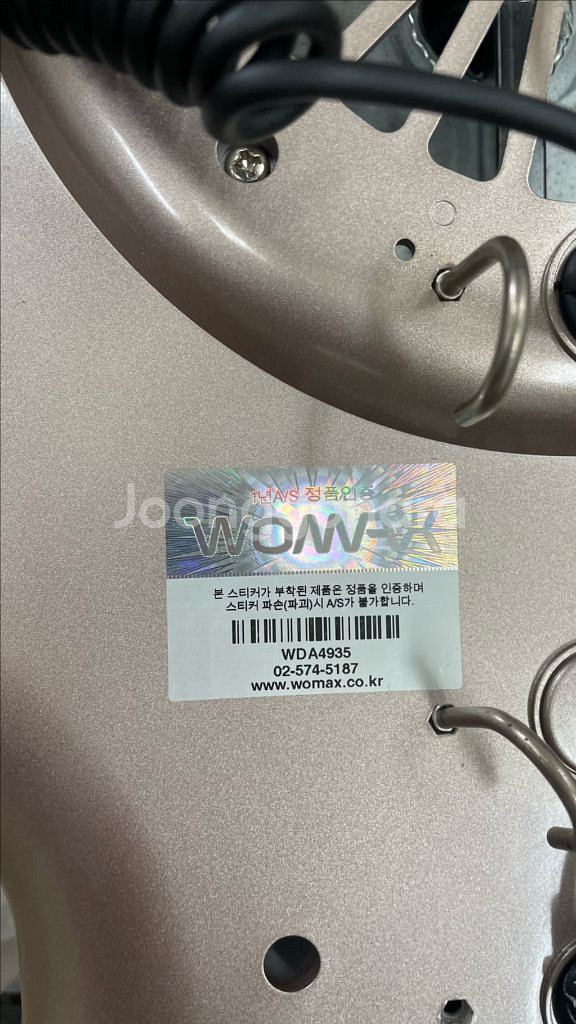 1년A/S 정품인증
Joongonara
WOMAX
본 스티커가 부착된 제품은 정품을 인증하며
스티커 파손(파괴)시 A/S가 불가합니다.
WDA4935
02-574-5187
www.womax.co.kr